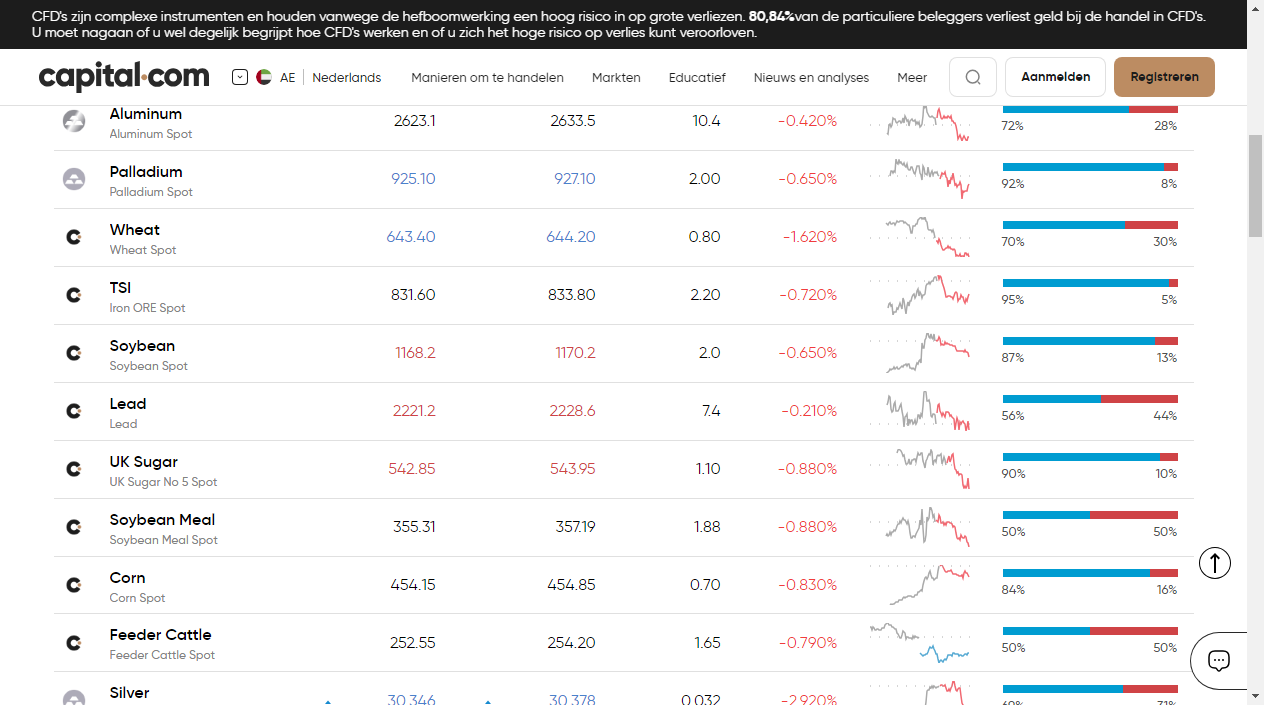 CFD's zijn complexe instrumenten en houden vanwege de hefboomwerking een hoog risico in op grote verliezen. 80,84%van de particuliere beleggers verliest geld bij de handel in CFD's.
U moet nagaan of u wel degelijk begrijpt hoe CFD's werken en of u zich het hoge risico op verlies kunt veroorloven.
capital.com AE Nederlands Manieren om te handelen Markten Educatief Nieuws en analyses Meer Aanmelden Registreren
Aluminum 2623.1 2633.5 10.4 -0.420%
Aluminum Spot 72% 28%
Palladium 925.10 927.10 2.00 -0.650%
Palladium Spot 92% 8%
Wheat 643.40 644.20 0.80 -1.620%
Wheat Spot 70% 30%
TSI 831.60 833.80 2.20 -0.720%
Iron ORE Spot 95% 5%
Soybean 1168.2 1170.2 2.0 -0.650%
Soybean Spot 87% 13%
Lead 2221.2 2228.6 7.4 -0.210%
Lead 56% 44%
UK Sugar 542.85 543.95 1.10 -0.880%
UK Sugar No 5 Spot 90% 10%
Soybean Meal 355.31 357.19 1.88 -0.880%
Soybean Meal Spot 50% 50%
Corn 454.15 454.85 0.70 -0.830%
Corn Spot 84% 16%
Feeder Cattle 252.55 254.20 1.65 -0.790%
Feeder Cattle Spot 50% 50%
Silver 30.346 30.378 0.032 -2.920%